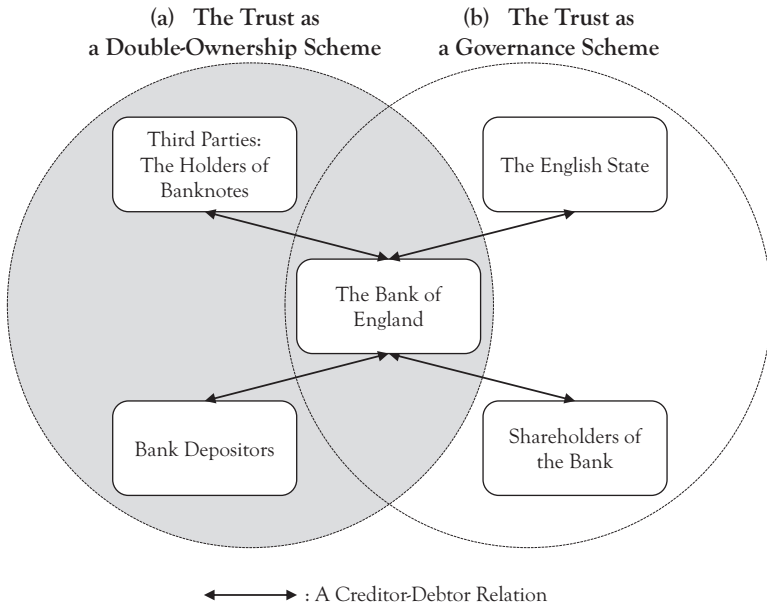 (a) The Trust as
a Double-Ownership Scheme
(b) The Trust as
a Governance Scheme
Third Parties:
The Holders of
Banknotes
The English State
The Bank of
England
Bank Depositors
Shareholders of
the Bank
: A Creditor-Debtor Relation